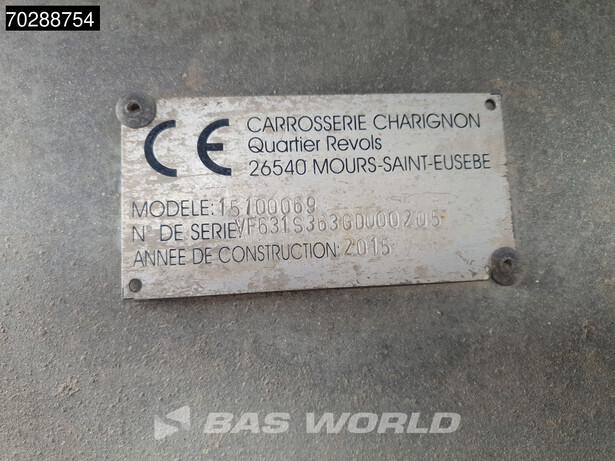 70288754
CE CARROSSERIE CHARIGNON
Quartier Revols
26540 MOURS-SAINT-EUSEBE
MODELE: 15100069
N° DE SERIE VF631S363GD000205
ANNEE DE CONSTRUCTION: 2015
BAS WORLD